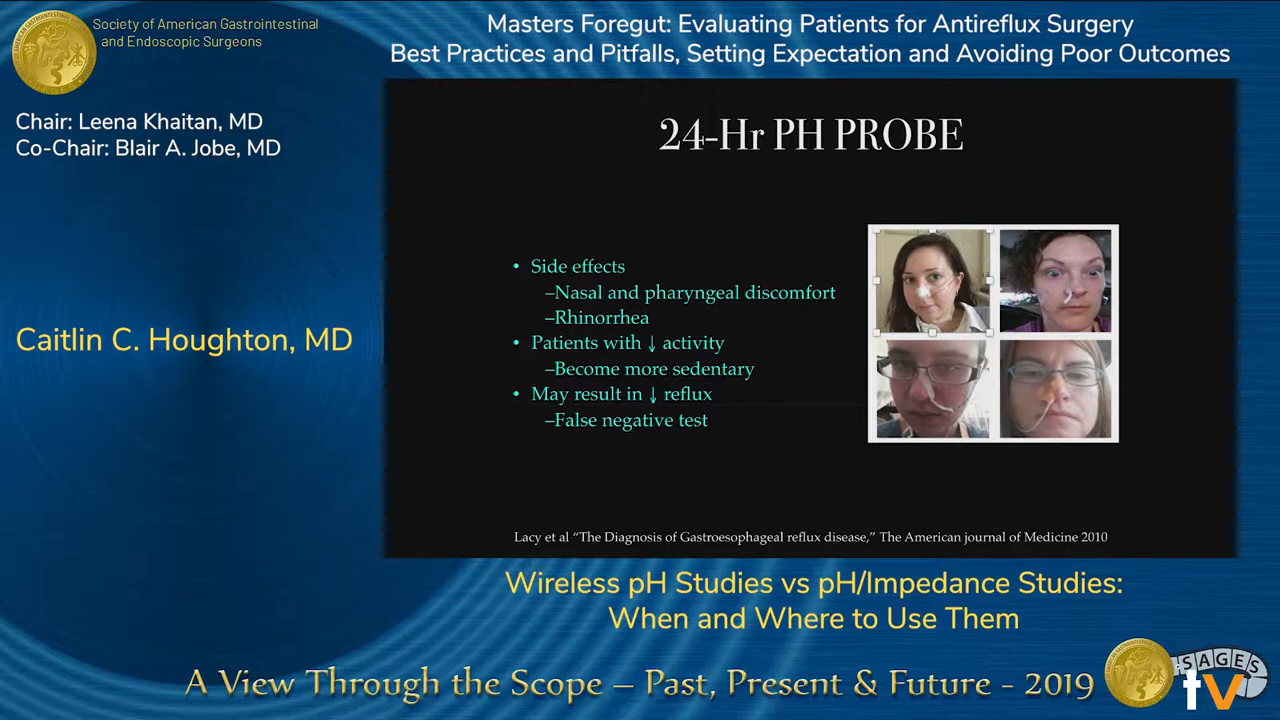 Society of American Gastrointestinal
and Endoscopic Surgeons
Masters Foregut: Evaluating Patients for Antireflux Surgery
Best Practices and Pitfalls, Setting Expectation and Avoiding Poor Outcomes
Chair: Leena Khaitan, MD
Co-Chair: Blair A. Jobe, MD
Caitlin C. Houghton, MD
24-Hr PH PROBE
• Side effects
–Nasal and pharyngeal discomfort
–Rhinorrhea
• Patients with ↓ activity
–Become more sedentary
• May result in ↓ reflux
–False negative test
Lacy et al “The Diagnosis of Gastroesophageal reflux disease,” The American journal of Medicine 2010
Wireless pH Studies vs pH/Impedance Studies:
When and Where to Use Them
A View Through the Scope – Past, Present & Future - 2019
SAGES
tv